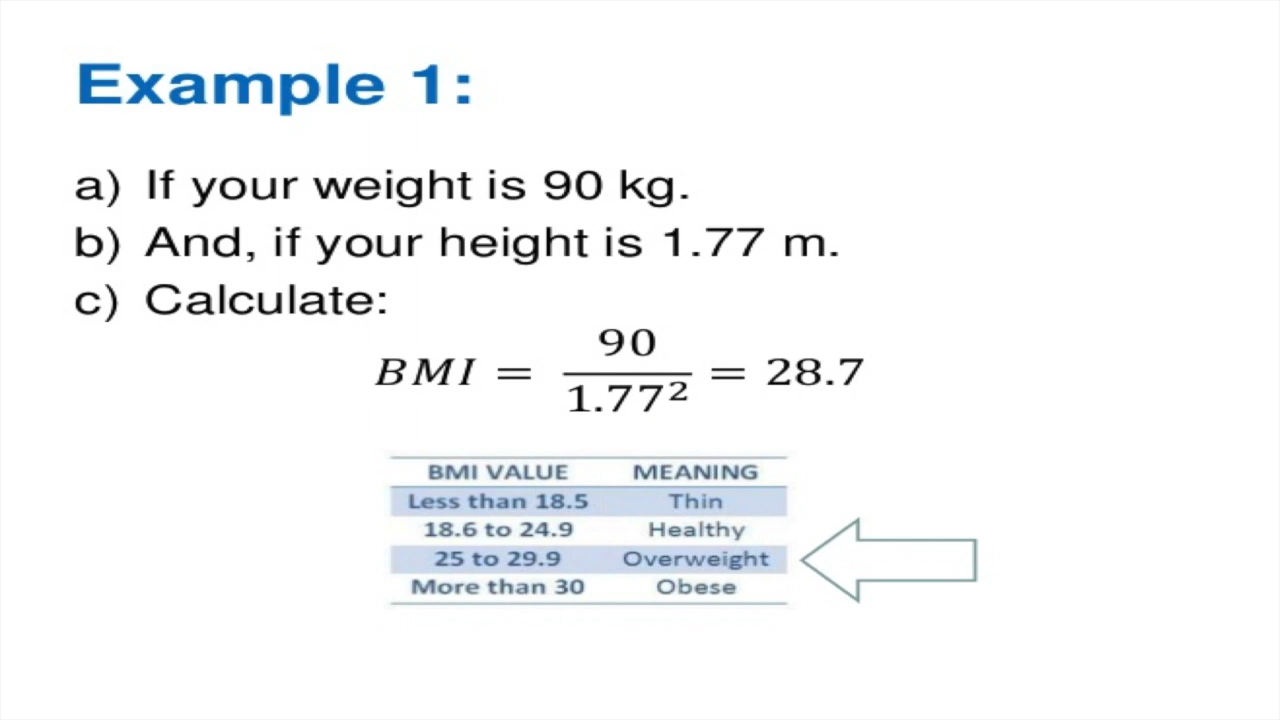 Example 1:
a) If your weight is 90 kg.
b) And, if your height is 1.77 m.
c) Calculate:
BMI = 90/1.77² = 28.7
BMI VALUE MEANING
Less than 18.5 Thin
18.6 to 24.9 Healthy
25 to 29.9 Overweight
More than 30 Obese